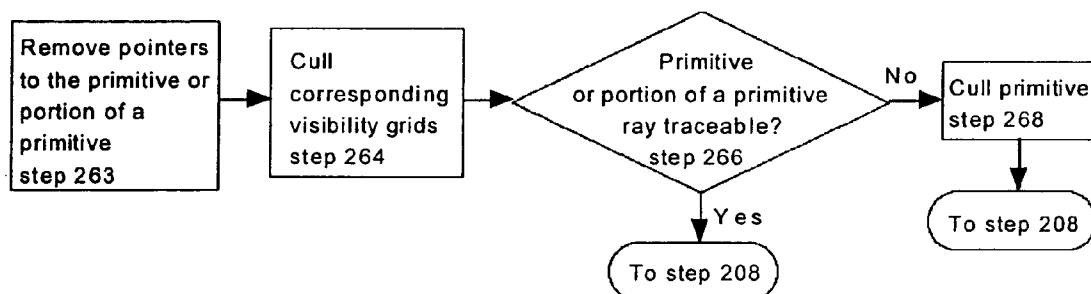 Remove pointers
to the primitive or
portion of a
primitive
step 263
Cull
corresponding
visibility grids
step 264
Primitive
or portion of a primitive
ray traceable?
step 266
No
Cull primitive
step 268
Yes
To step 208
To step 208